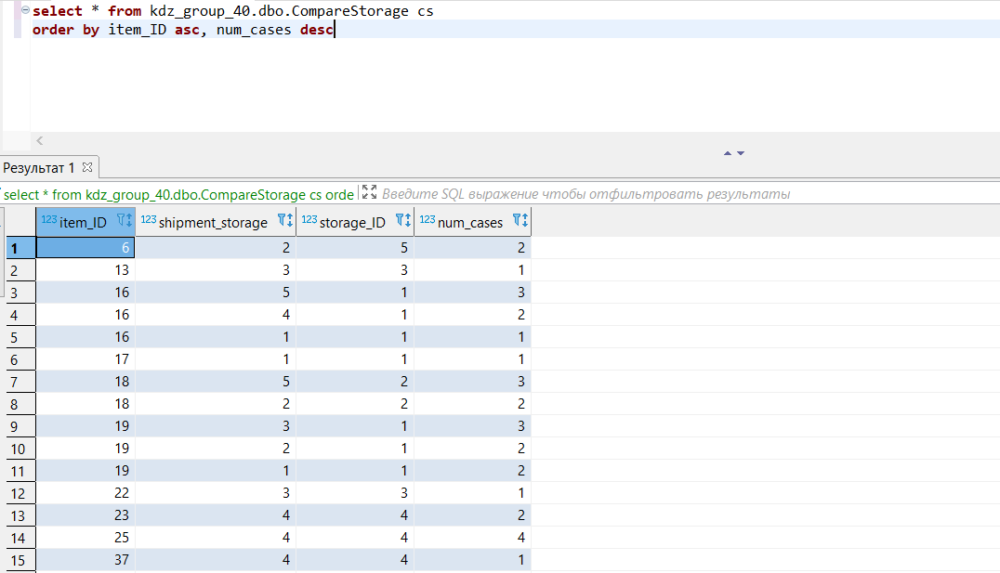 select * from kdz_group_40.dbo.CompareStorage cs
order by item_ID asc, num_cases desc
Результат 1
select * from kdz_group_40.dbo.CompareStorage cs orde Введите SQL выражение чтобы отфильтровать результаты
123 item_ID 123 shipment_storage 123 storage_ID 123 num_cases
1 6 2 5 2
2 13 3 3 1
3 16 5 1 3
4 16 4 1 2
5 16 1 1 1
6 17 1 1 1
7 18 5 2 3
8 18 2 2 2
9 19 3 1 3
10 19 2 1 2
11 19 1 1 2
12 22 3 3 1
13 23 4 4 2
14 25 4 4 4
15 37 4 4 1